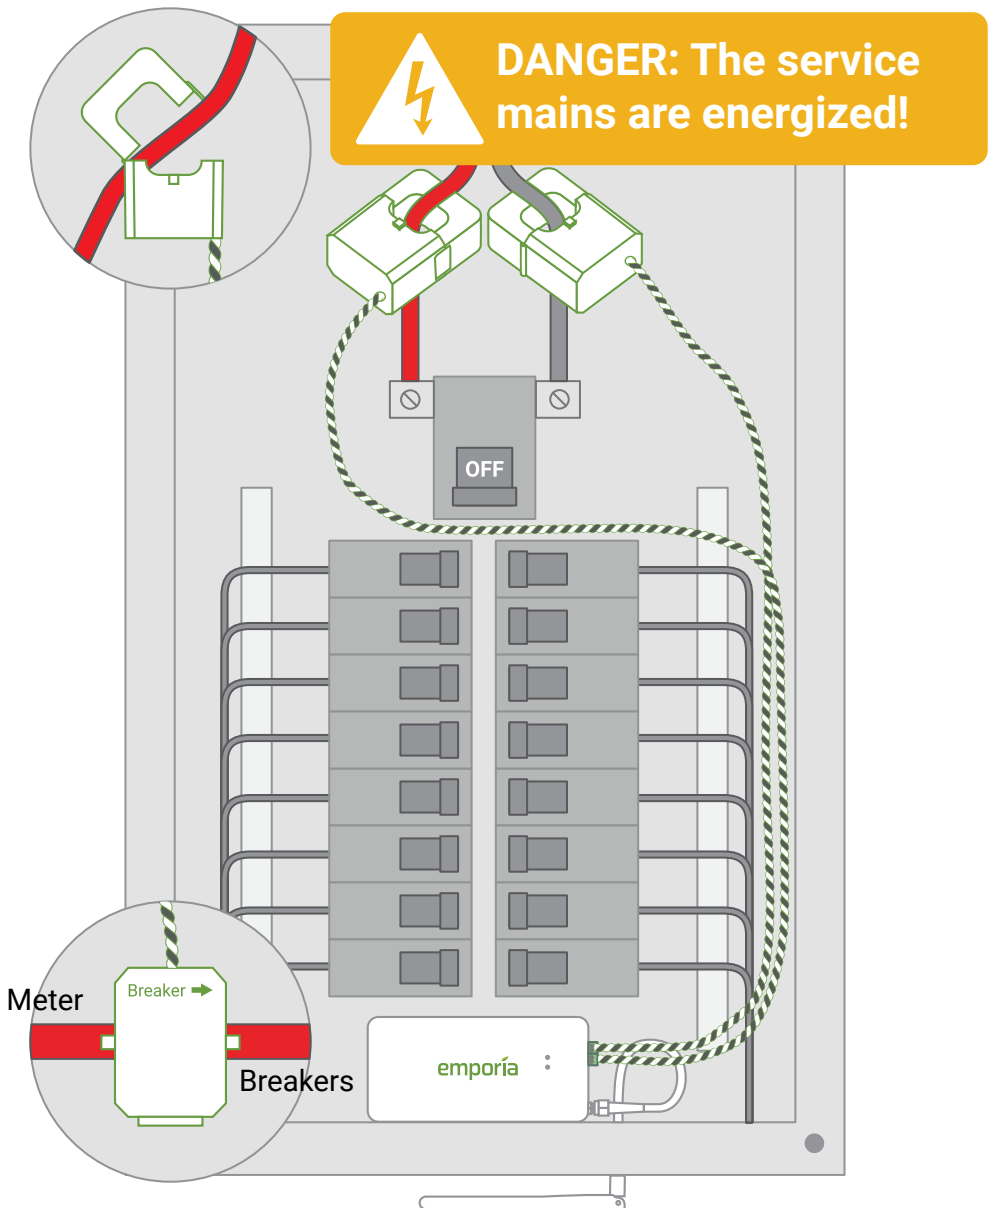 DANGER: The service
mains are energized!
OFF
Breaker
Meter
Breakers
emporia